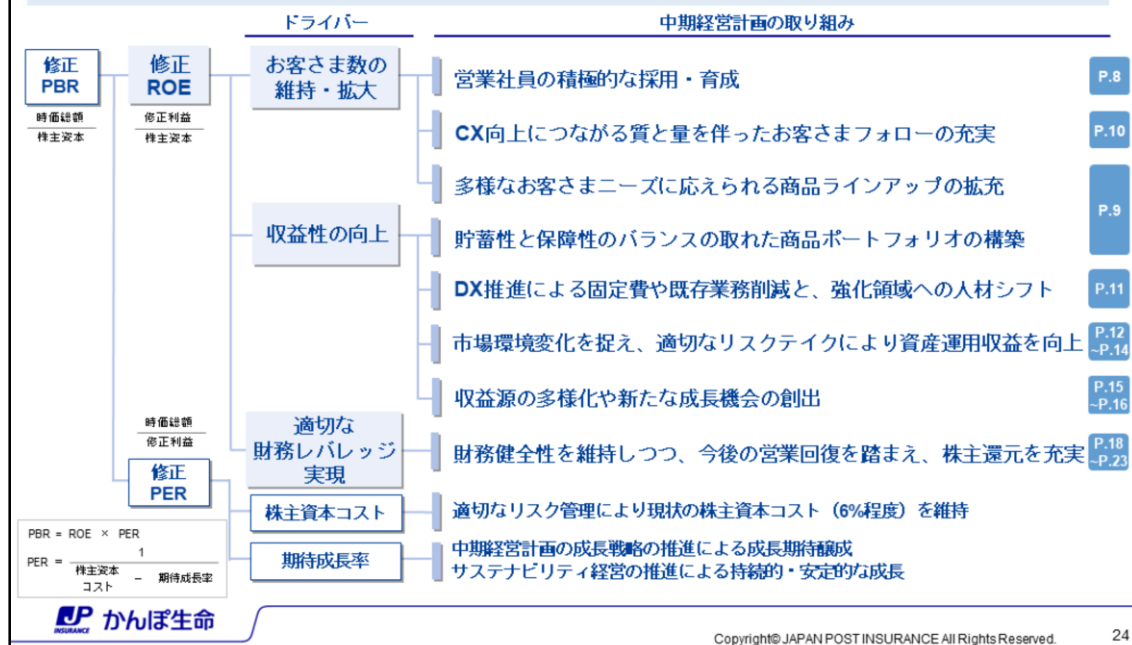 ドライバー
中期経営計画の取り組み
修正
PBR
時価総額
株主資本
修正
ROE
修正利益
株主資本
お客さま数の
維持・拡大
営業社員の積極的な採用・育成
P.8
CX向上につながる質と量を伴ったお客さまフォローの充実
P.10
多様なお客さまニーズに応えられる商品ラインアップの拡充
P.9
収益性の向上
貯蓄性と保障性のバランスの取れた商品ポートフォリオの構築
DX推進による固定費や既存業務削減と、強化領域への人材シフト
P.11
市場環境変化を捉え、適切なリスクテイクにより資産運用収益を向上
P.12
~P.14
収益源の多様化や新たな成長機会の創出
P.15
~P.16
適切な
財務レバレッジ
実現
財務健全性を維持しつつ、今後の営業回復を踏まえ、株主還元を充実
P.18
~P.23
時価総額
修正利益
修正
PER
株主資本コスト
適切なリスク管理により現状の株主資本コスト（6%程度）を維持
期待成長率
中期経営計画の成長戦略の推進による成長期待醸成
サステナビリティ経営の推進による持続的・安定的な成長
PBR = ROE × PER
PER = 1
株主資本
コスト － 期待成長率
JP
INSURANCE
かんぽ生命
Copyright© JAPAN POST INSURANCE All Rights Reserved.
24